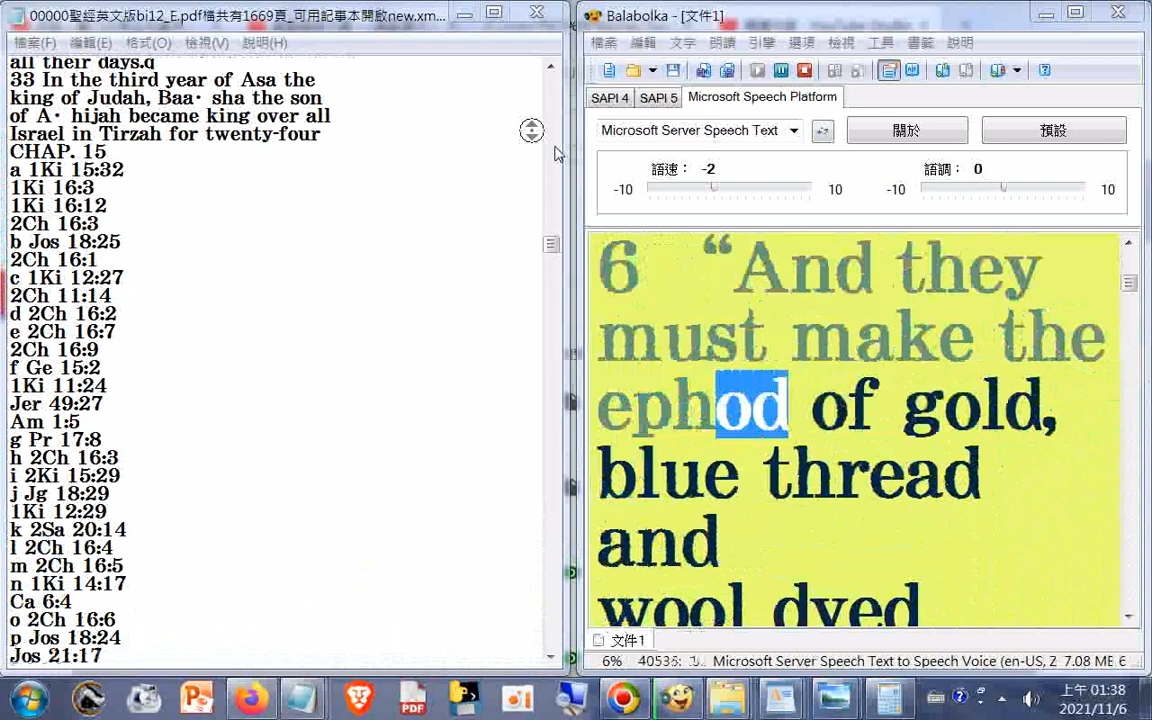 00000聖經英文版bi12_E.pdf檔共有1669頁_可用記事本開啟new.xm...
檔案(F) 編輯(E) 格式(O) 檢視(V) 說明(H)
all their days.q
33 In the third year of Asa the
king of Judah, Baa· sha the son
of A· hijah became king over all
Israel in Tirzah for twenty-four
CHAP. 15
a 1Ki 15:32
1Ki 16:3
1Ki 16:12
2Ch 16:3
b Jos 18:25
2Ch 16:1
c 1Ki 12:27
2Ch 11:14
d 2Ch 16:2
e 2Ch 16:7
2Ch 16:9
f Ge 15:2
1Ki 11:24
Jer 49:27
Am 1:5
g Pr 17:8
h 2Ch 16:3
i 2Ki 15:29
j Jg 18:29
1Ki 12:29
k 2Sa 20:14
l 2Ch 16:4
m 2Ch 16:5
n 1Ki 14:17
Ca 6:4
o 2Ch 16:6
p Jos 18:24
Jos 21:17
Balabolka - [文件1]
檔案 編輯 文字 朗讀 引擎 選項 檢視 工具 書籤 說明
SAPI 4 SAPI 5 Microsoft Speech Platform
Microsoft Server Speech Text 關於 預設
語速： -2 語調： 0
-10 10 -10 10
6 “And they
must make the
ephod of gold,
blue thread
and
wool dyed
文件1
6% 40535: Microsoft Server Speech Text to Speech Voice (en-US, Z 7.08 MB 6
PDF
上午 01:38
2021/11/6